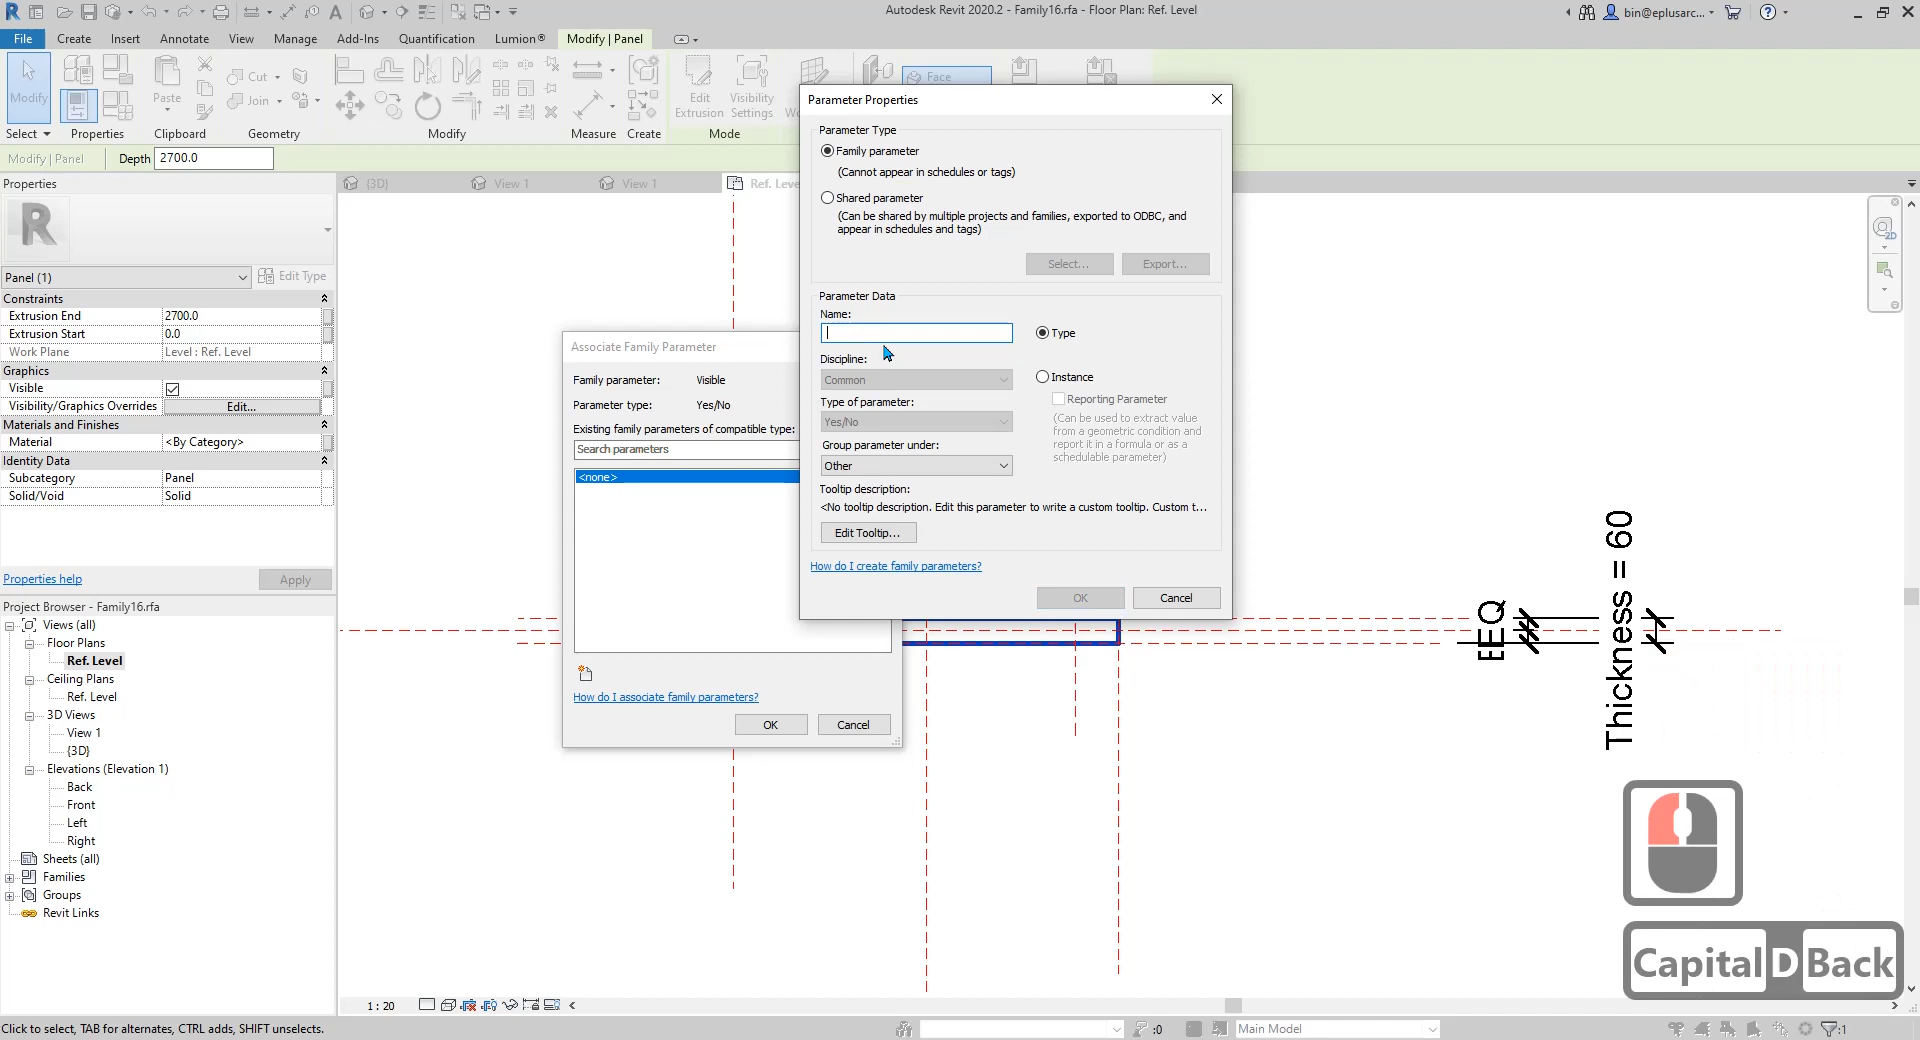 Autodesk Revit 2020.2 - Family16.rfa - Floor Plan: Ref. Level
bin@eplusarc...
File Create Insert Annotate View Manage Add-Ins Quantification Lumion® Modify | Panel
Modify
Paste
Cut
Join
Edit Extrusion
Visibility Settings
Face
Select Properties Clipboard Geometry Modify Measure Create Mode
Modify | Panel Depth 2700.0
Properties
{3D} View 1 View 1 Ref. Leve
Panel (1) Edit Type
Constraints
Extrusion End 2700.0
Extrusion Start 0.0
Work Plane Level : Ref. Level
Graphics
Visible
Visibility/Graphics Overrides Edit...
Materials and Finishes
Material <By Category>
Identity Data
Subcategory Panel
Solid/Void Solid
Properties help Apply
Project Browser - Family16.rfa
Views (all)
Floor Plans
Ref. Level
Ceiling Plans
Ref. Level
3D Views
View 1
{3D}
Elevations (Elevation 1)
Back
Front
Left
Right
Sheets (all)
Families
Groups
Revit Links
Associate Family Parameter
Family parameter: Visible
Parameter type: Yes/No
Existing family parameters of compatible type:
Search parameters
<none>
How do I associate family parameters?
OK Cancel
Parameter Properties
Parameter Type
Family parameter
(Cannot appear in schedules or tags)
Shared parameter
(Can be shared by multiple projects and families, exported to ODBC, and
appear in schedules and tags)
Select... Export...
Parameter Data
Name:
Type
Discipline:
Common
Instance
Reporting Parameter
(Can be used to extract value
from a geometric condition and
report it in a formula or as a
schedulable parameter)
Type of parameter:
Yes/No
Group parameter under:
Other
Tooltip description:
<No tooltip description. Edit this parameter to write a custom tooltip. Custom t...
Edit Tooltip...
How do I create family parameters?
OK Cancel
Thickness = 60
2D
Capital D Back
1 : 20
Click to select, TAB for alternates, CTRL adds, SHIFT unselects.
:0
Main Model
:1